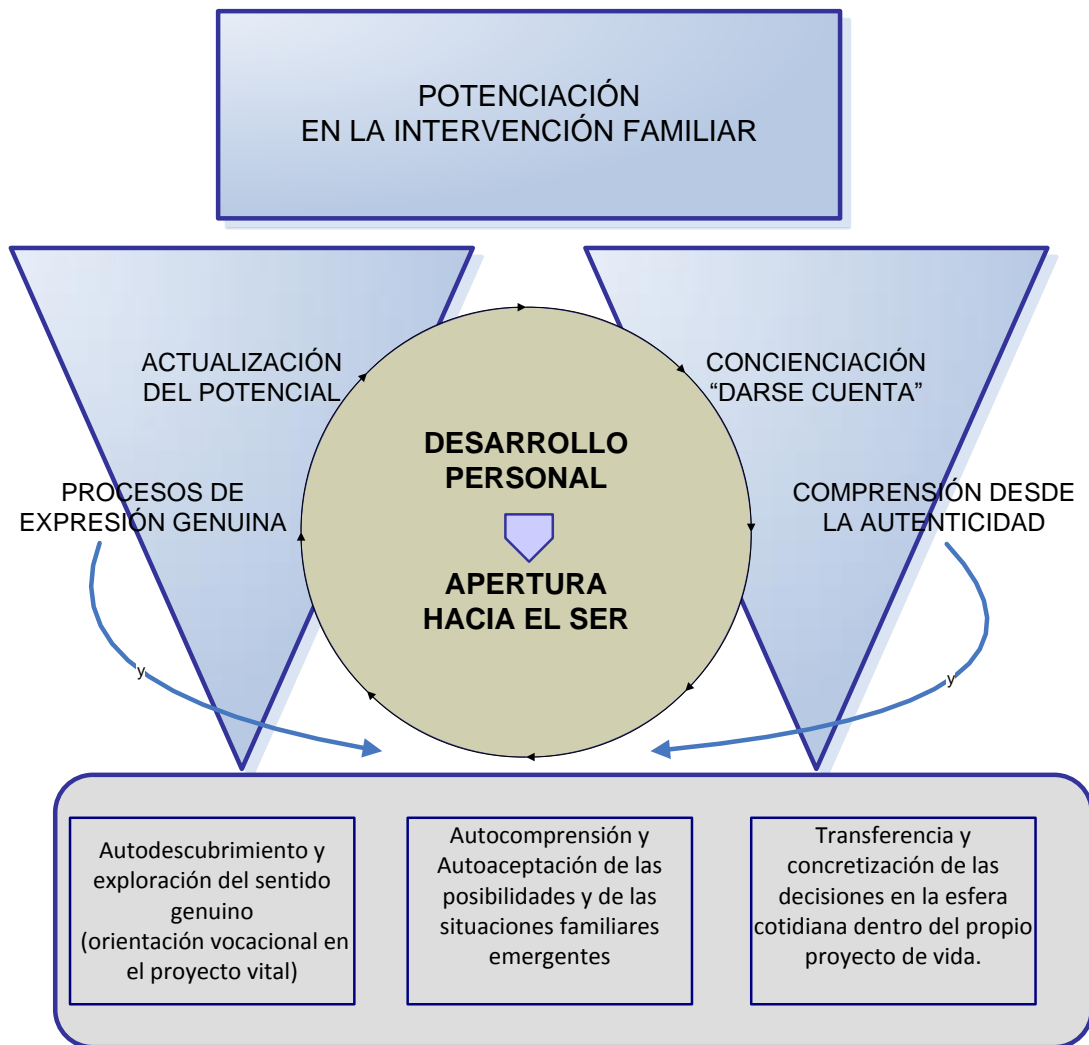 POTENCIACIÓN
EN LA INTERVENCIÓN FAMILIAR
ACTUALIZACIÓN
DEL POTENCIAL
PROCESOS DE
EXPRESIÓN GENUINA
DESARROLLO
PERSONAL
APERTURA
HACIA EL SER
CONCIENCIACIÓN
“DARSE CUENTA”
COMPRENSIÓN DESDE
LA AUTENTICIDAD
y
y
Autodescubrimiento y
exploración del sentido
genuino
(orientación vocacional en
el proyecto vital)
Autocomprensión y
Autoaceptación de las
posibilidades y de las
situaciones familiares
emergentes
Transferencia y
concretización de las
decisiones en la esfera
cotidiana dentro del propio
proyecto de vida.